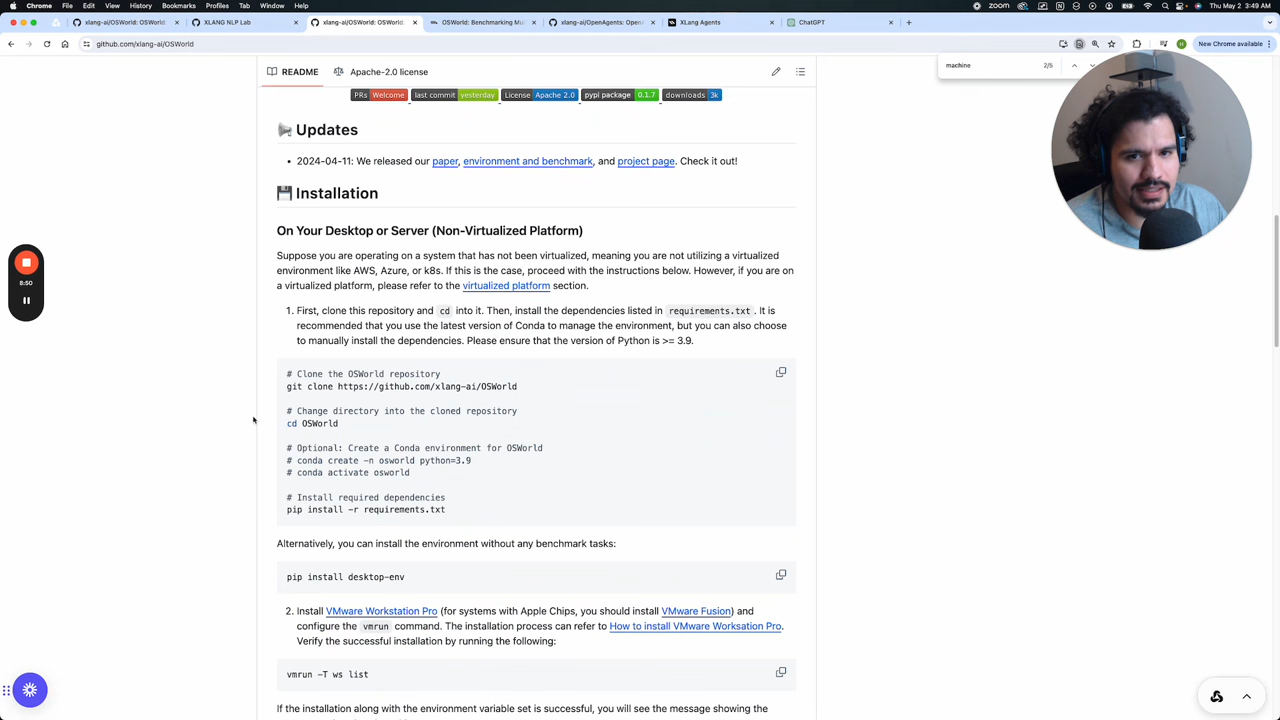 Chrome File Edit View History Bookmarks Profiles Tab Window Help
zoom
Thu May 2 3:49 AM
xlang-ai/OSWorld: OSWorld:
XLANG NLP Lab
xlang-ai/OSWorld: OSWorld:
OSWorld: Benchmarking Mu
xlang-ai/OpenAgents: Open
XLang Agents
ChatGPT
github.com/xlang-ai/OSWorld
New Chrome available
machine 2/5
README
Apache-2.0 license
PRs Welcome last commit yesterday License Apache 2.0 pypi package 0.1.7 downloads 3k
Updates
2024-04-11: We released our paper, environment and benchmark, and project page. Check it out!
Installation
On Your Desktop or Server (Non-Virtualized Platform)
Suppose you are operating on a system that has not been virtualized, meaning you are not utilizing a virtualized
environment like AWS, Azure, or k8s. If this is the case, proceed with the instructions below. However, if you are on
a virtualized platform, please refer to the virtualized platform section.
1. First, clone this repository and cd into it. Then, install the dependencies listed in requirements.txt. It is
recommended that you use the latest version of Conda to manage the environment, but you can also choose
to manually install the dependencies. Please ensure that the version of Python is >= 3.9.
# Clone the OSWorld repository
git clone https://github.com/xlang-ai/OSWorld
# Change directory into the cloned repository
cd OSWorld
# Optional: Create a Conda environment for OSWorld
# conda create -n osworld python=3.9
# conda activate osworld
# Install required dependencies
pip install -r requirements.txt
Alternatively, you can install the environment without any benchmark tasks:
pip install desktop-env
2. Install VMware Workstation Pro (for systems with Apple Chips, you should install VMware Fusion) and
configure the vmrun command. The installation process can refer to How to install VMware Worksation Pro.
Verify the successful installation by running the following:
vmrun -T ws list
If the installation along with the environment variable set is successful, you will see the message showing the
8:50